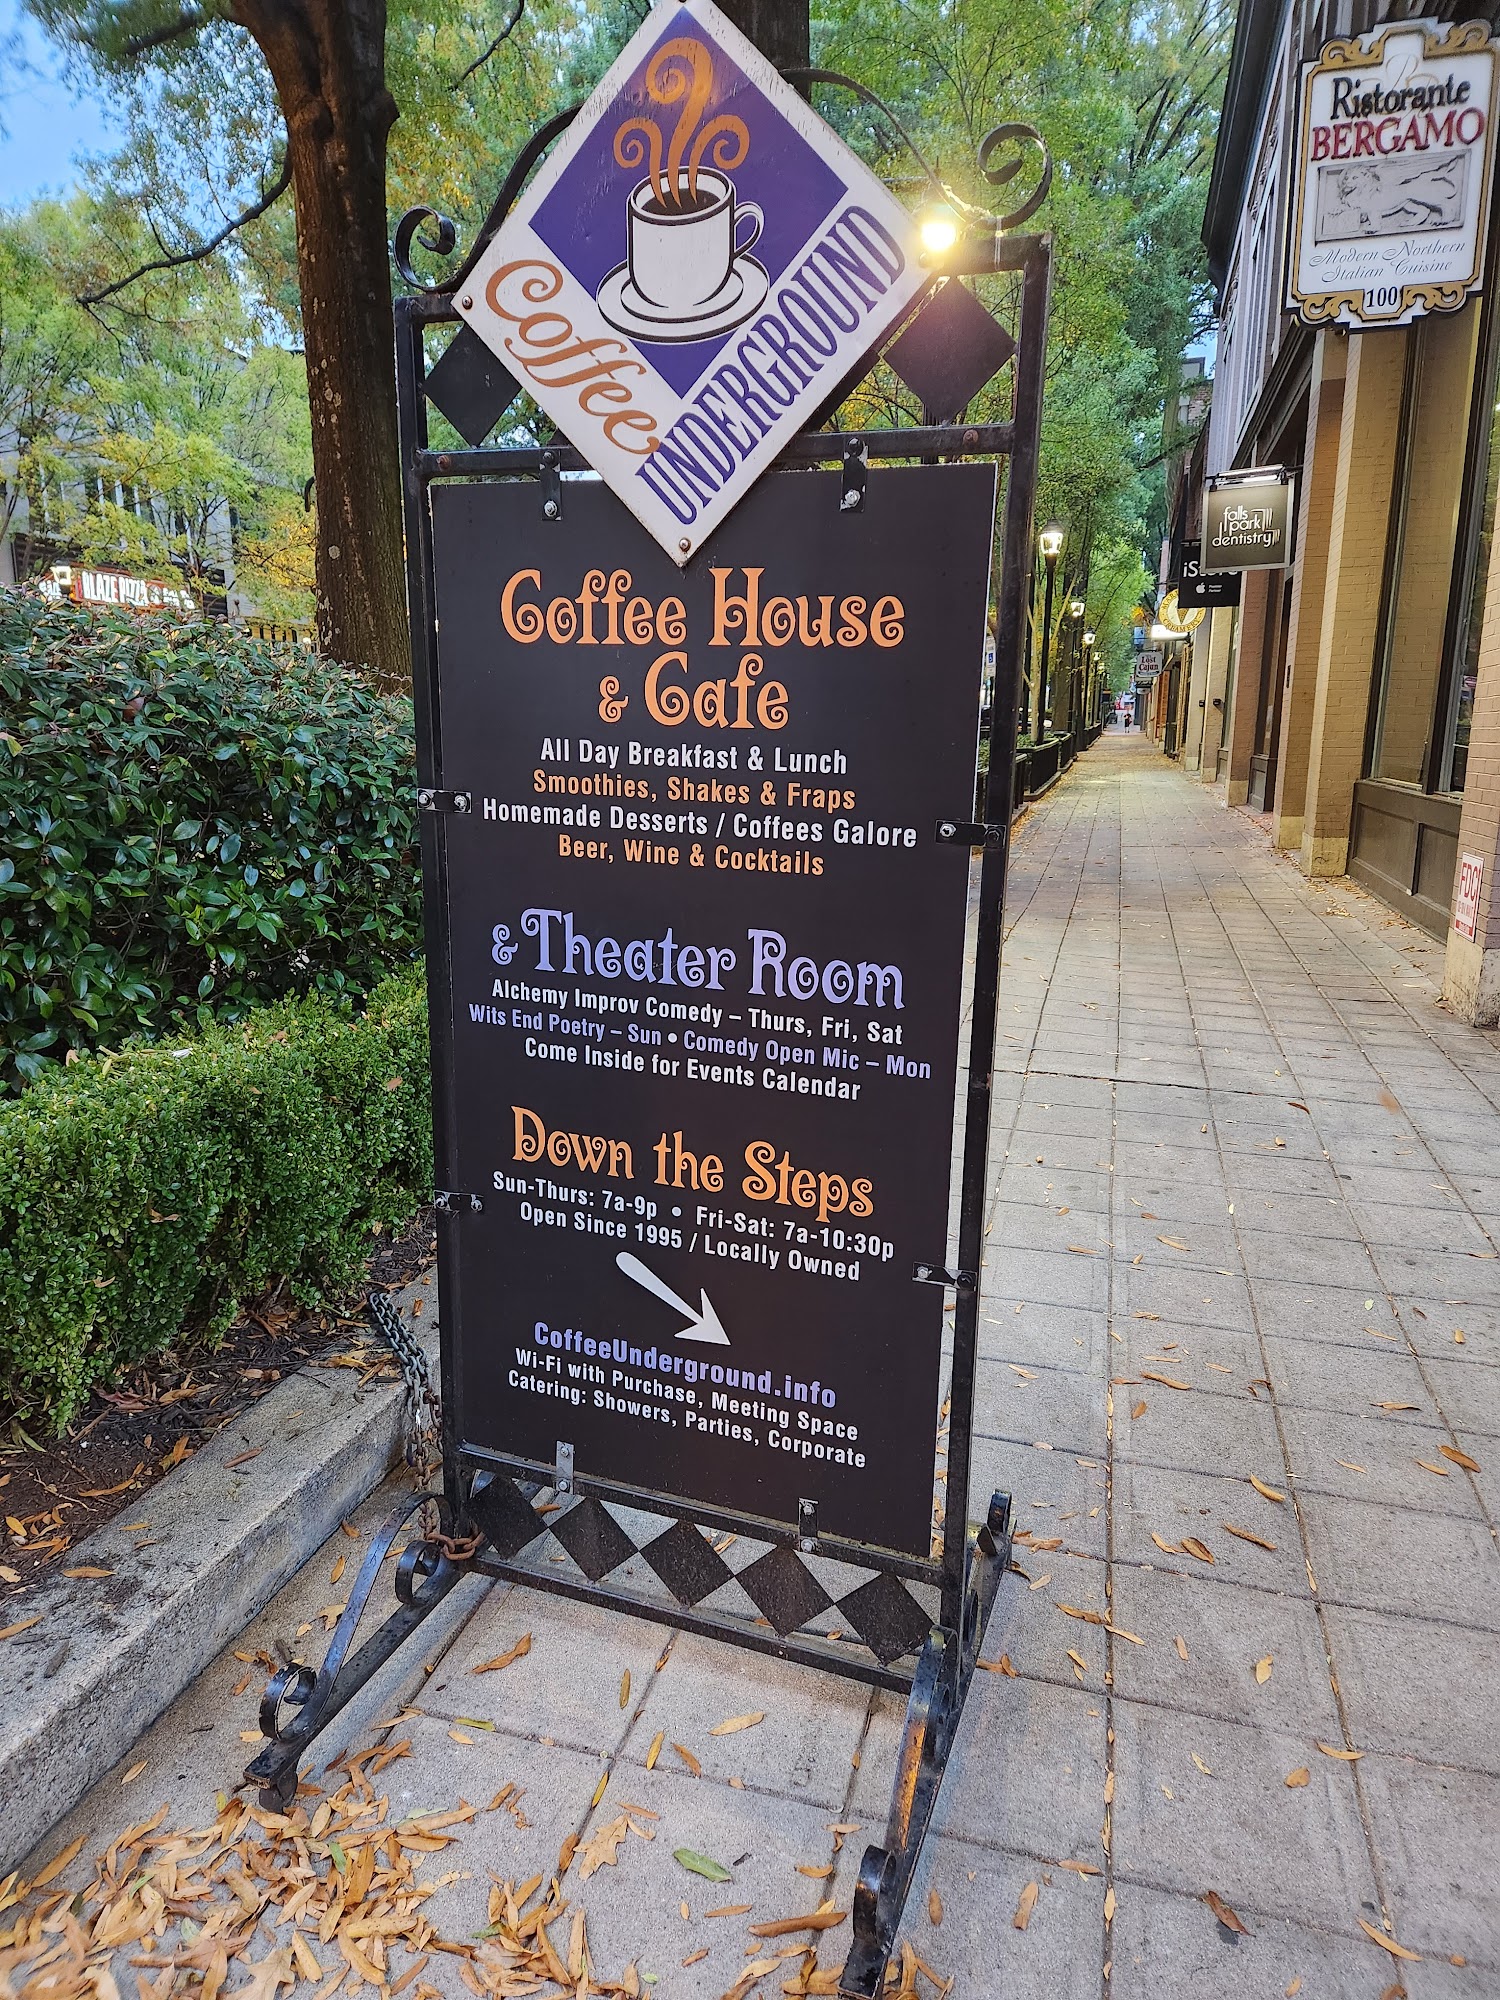 Coffee
UNDERGROUND
Coffee House
& Cafe
All Day Breakfast & Lunch
Smoothies, Shakes & Fraps
Homemade Desserts / Coffees Galore
Beer, Wine & Cocktails
& Theater Room
Alchemy Improv Comedy – Thurs, Fri, Sat
Wits End Poetry – Sun • Comedy Open Mic – Mon
Come Inside for Events Calendar
Down the Steps
Sun-Thurs: 7a-9p • Fri-Sat: 7a-10:30p
Open Since 1995 / Locally Owned
CoffeeUnderground.info
Wi-Fi with Purchase, Meeting Space
Catering: Showers, Parties, Corporate
Ristorante
BERGAMO
Modern Northern
Italian Cuisine
100
falls
park
dentistry
iStore
Lost
Cajun
FDC
BLAZE PIZZA